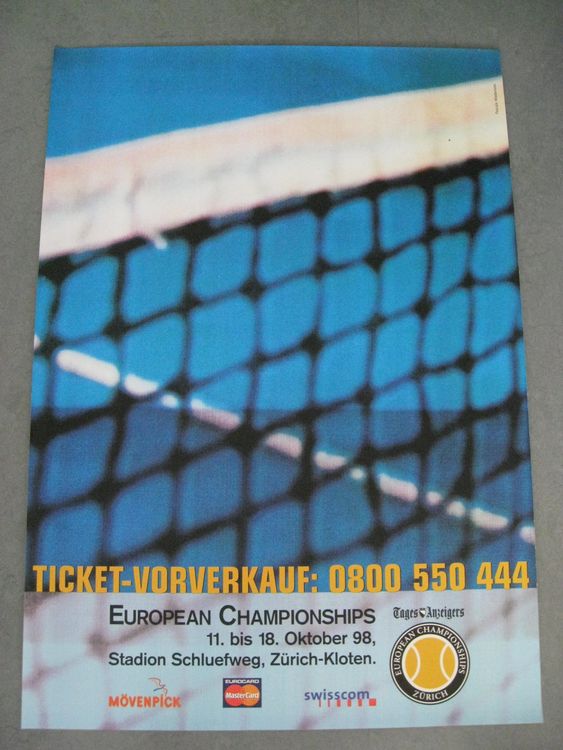 TICKET-VORVERKAUF: 0800 550 444
EUROPEAN CHAMPIONSHIPS
11. bis 18. Oktober 98,
Stadion Schluefweg, Zürich-Kloten.
Tages Anzeigers
EUROPEAN CHAMPIONSHIPS
ZÜRICH
MÖVENPICK
EUROCARD
MasterCard
swisscom